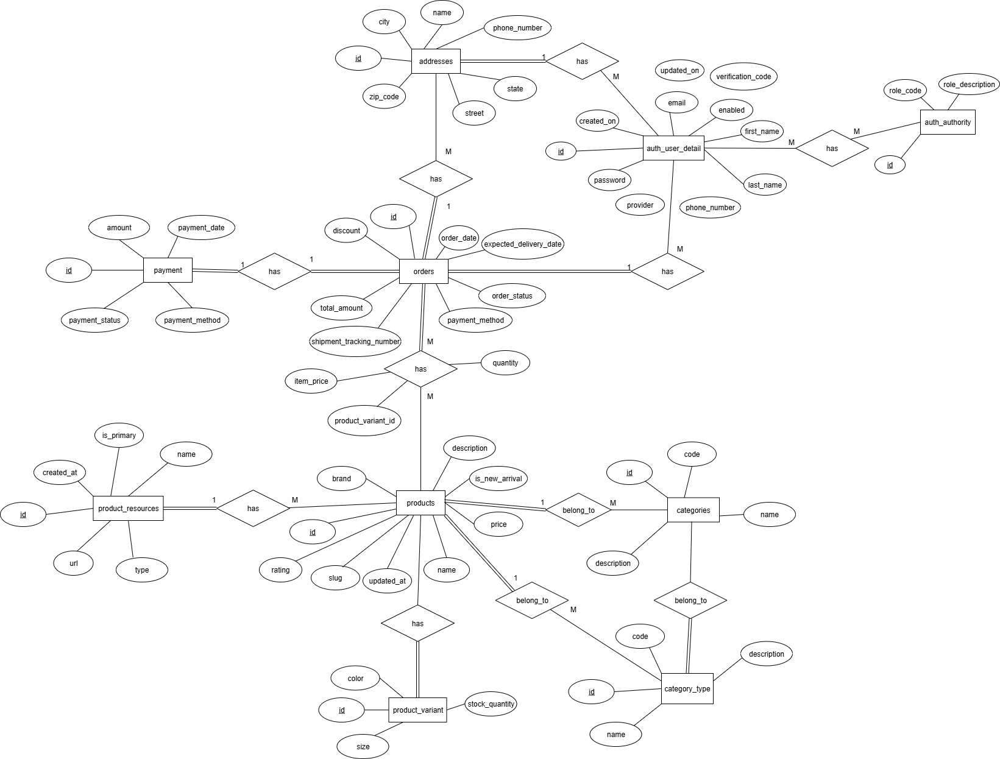 name
city
phone_number
id
addresses
1
has
zip_code
state
street
M
updated_on
verification_code
role_code
role_description
email
enabled
created_on
first_name
auth_authority
id
auth_user_detail
M
has
M
id
password
last_name
provider
phone_number
M
has
1
id
discount
order_date
expected_delivery_date
amount
payment_date
id
payment
1
has
1
orders
1
has
M
order_status
total_amount
payment_method
shipment_tracking_number
payment_status
payment_method
M
has
quantity
item_price
M
product_variant_id
is_primary
name
created_at
id
product_resources
1
has
M
url
type
description
brand
is_new_arrival
products
price
id
rating
slug
updated_at
name
1
belong_to
M
code
id
categories
name
description
1
belong_to
M
belong_to
has
color
id
product_variant
stock_quantity
size
code
description
id
category_type
name